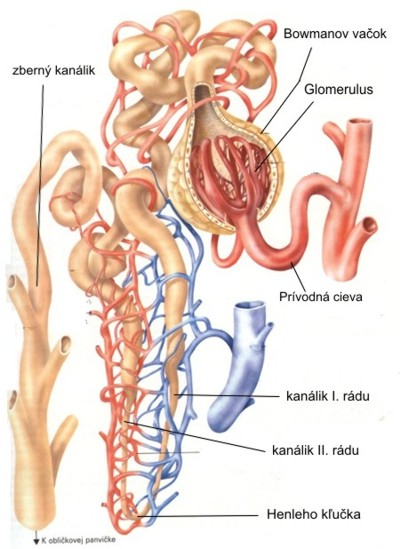 Bowmanov vačok
zberný kanálik
Glomerulus
Prívodná cieva
kanálik I. rádu
kanálik II. rádu
Henleho kľučka
K obličkovej panvičke